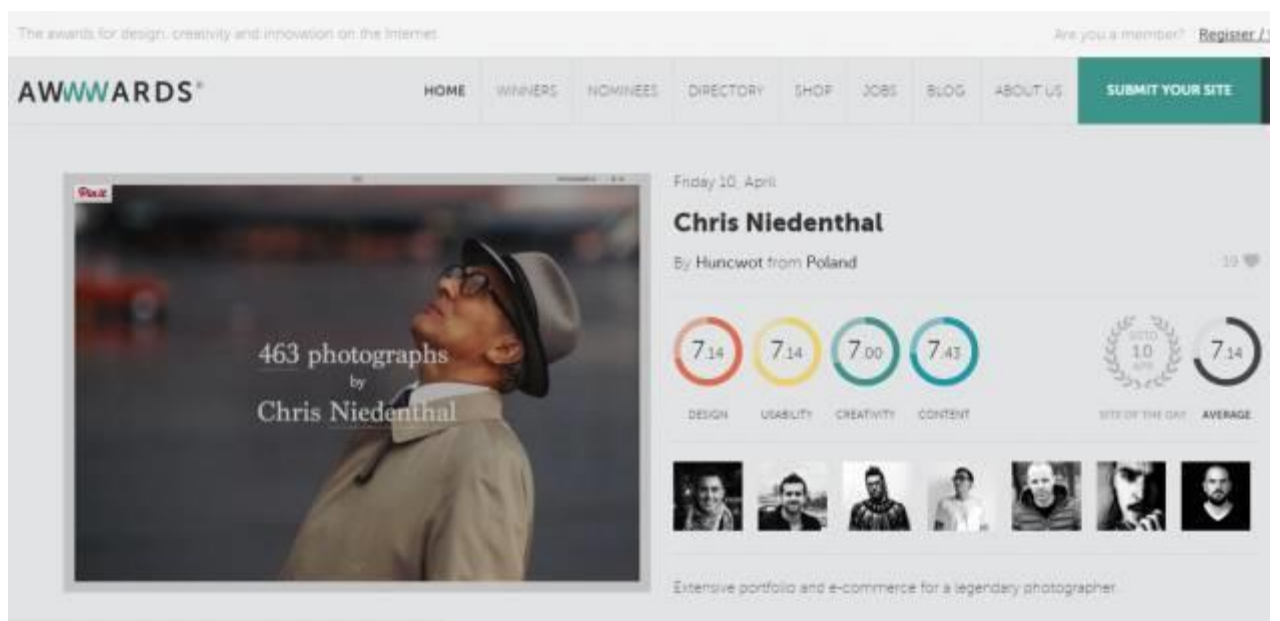 The awards for design, creativity and innovation on the Internet
Are you a member? Register /
AWWWARDS®
HOME WINNERS NOMINEES DIRECTORY SHOP JOBS BLOG ABOUT US SUBMIT YOUR SITE
Pin it
463 photographs
by
Chris Niedenthal
Friday 10, April
Chris Niedenthal
By Huncwot from Poland
19
7.14 7.14 7.00 7.43
DESIGN USABILITY CREATIVITY CONTENT
SOTD
10
APR
7.14
SITE OF THE DAY AVERAGE
Extensive portfolio and e-commerce for a legendary photographer.